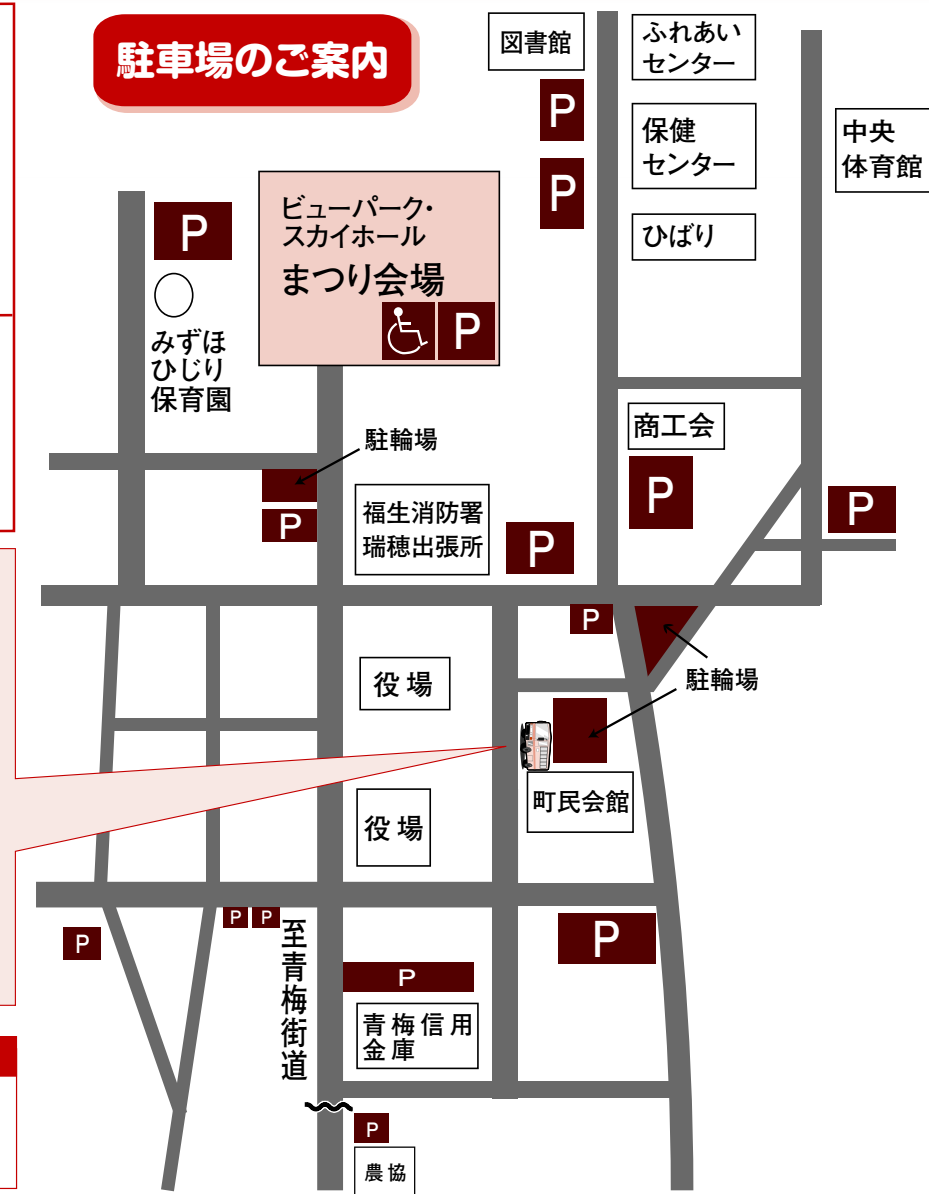 駐車場のご案内
図書館
ふれあい
センター
P
保健
センター
中央
体育館
P
ひばり
P
ビューパーク・
スカイホール
まつり会場
P
みずほ
ひじり
保育園
商工会
駐輪場
P
P
P
福生消防署
瑞穂出張所
P
P
役場
駐輪場
役場
町民会館
P
P
P
P
至青梅街道
P
青梅信用
金庫
P
農協